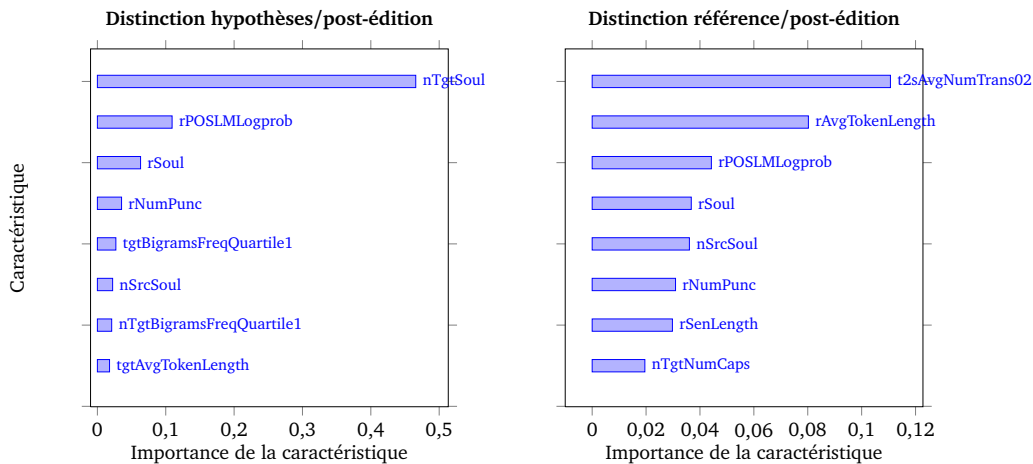 Distinction hypothèses/post-édition
nTgtSoul
rPOSLMLogprob
rSoul
rNumPunc
tgtBigramsFreqQuartile1
nSrcSoul
nTgtBigramsFreqQuartile1
tgtAvgTokenLength
Caractéristique
0 0,1 0,2 0,3 0,4 0,5
Importance de la caractéristique
Distinction référence/post-édition
t2sAvgNumTrans02
rAvgTokenLength
rPOSLMLogprob
rSoul
nSrcSoul
rNumPunc
rSenLength
nTgtNumCaps
0 0,02 0,04 0,06 0,08 0,1 0,12
Importance de la caractéristique